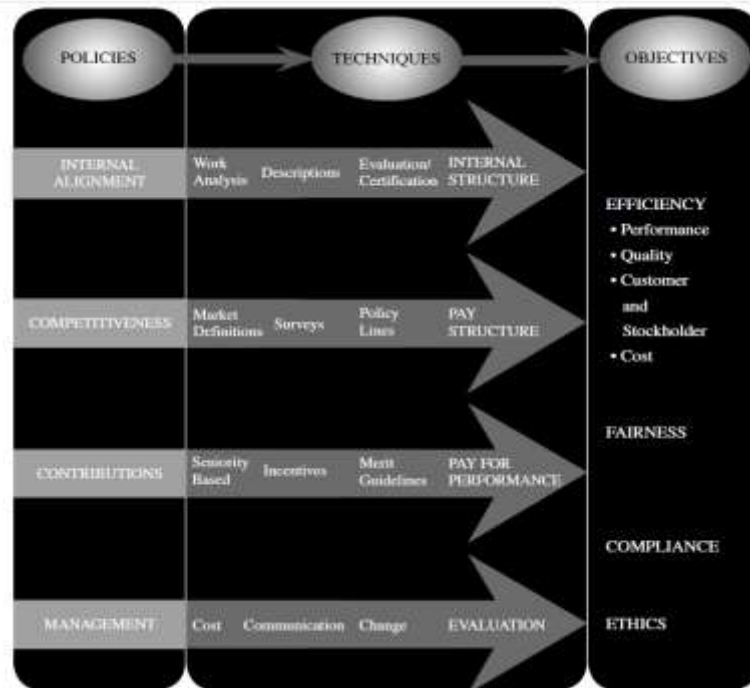 POLICIES
TECHNIQUES
OBJECTIVES
INTERNAL
ALIGNMENT
Work
Analysis
Descriptions
Evaluation/
Certification
INTERNAL
STRUCTURE
COMPETITIVENESS
Market
Definitions
Surveys
Policy
Lines
PAY
STRUCTURE
CONTRIBUTIONS
Seniority
Based
Incentives
Merit
Guidelines
PAY FOR
PERFORMANCE
MANAGEMENT
Cost
Communication
Change
EVALUATION
EFFICIENCY
• Performance
• Quality
• Customer
and
Stockholder
• Cost
FAIRNESS
COMPLIANCE
ETHICS